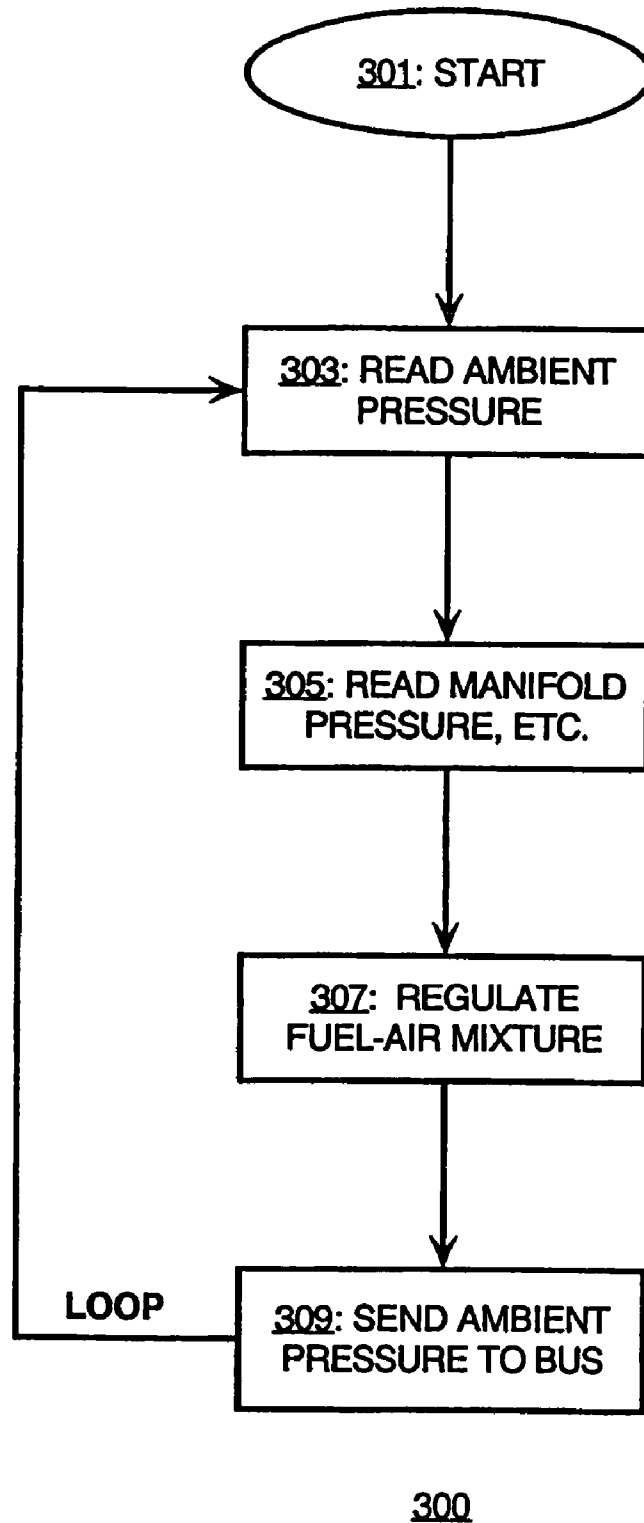 301: START
303: READ AMBIENT
PRESSURE
305: READ MANIFOLD
PRESSURE, ETC.
307: REGULATE
FUEL-AIR MIXTURE
LOOP
309: SEND AMBIENT
PRESSURE TO BUS
300